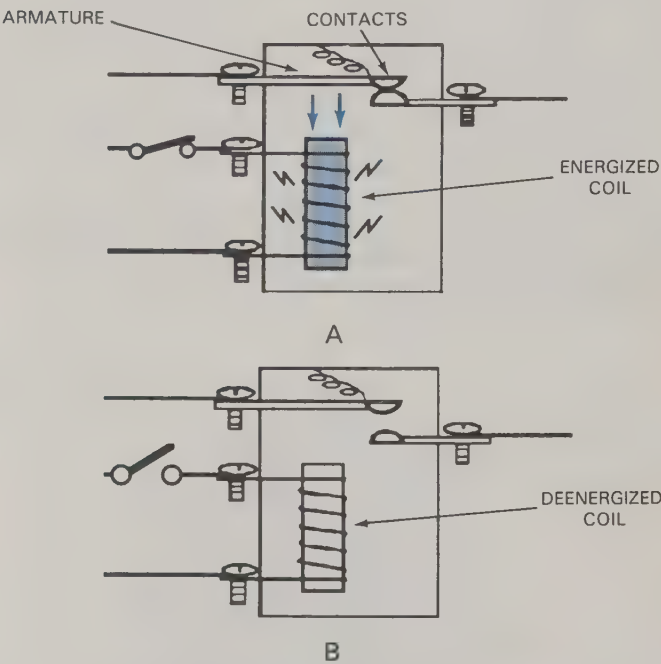 ARMATURE
CONTACTS
ENERGIZED
COIL
A
DEENERGIZED
COIL
B